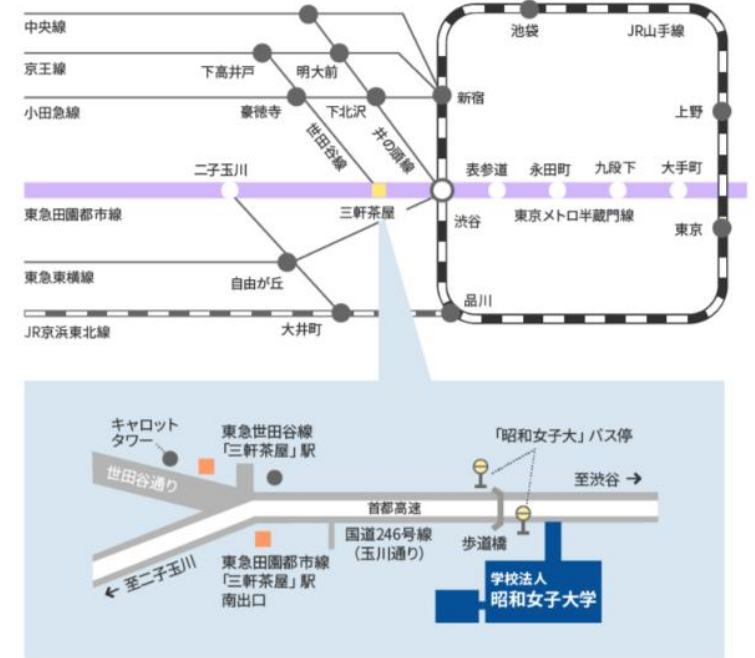 中央線
池袋
JR山手線
京王線
下高井戸
明大前
小田急線
豪徳寺
下北沢
新宿
上野
世田谷線
井の頭線
二子玉川
表参道
永田町
九段下
大手町
東急田園都市線
三軒茶屋
渋谷
東京メトロ半蔵門線
東京
東急東横線
自由が丘
品川
JR京浜東北線
大井町
キャロット
タワー
東急世田谷線
「三軒茶屋」駅
「昭和女子大」バス停
世田谷通り
至渋谷 →
首都高速
国道246号線
（玉川通り）
歩道橋
← 至二子玉川
東急田園都市線
「三軒茶屋」駅
南出口
学校法人
昭和女子大学